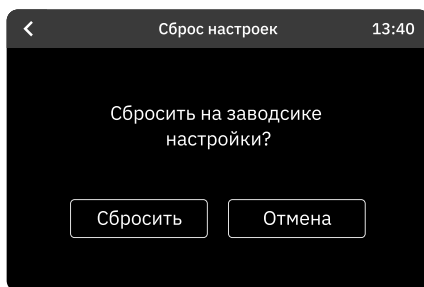 Сброс настроек 13:40
Сбросить на заводсике
настройки?
Сбросить Отмена